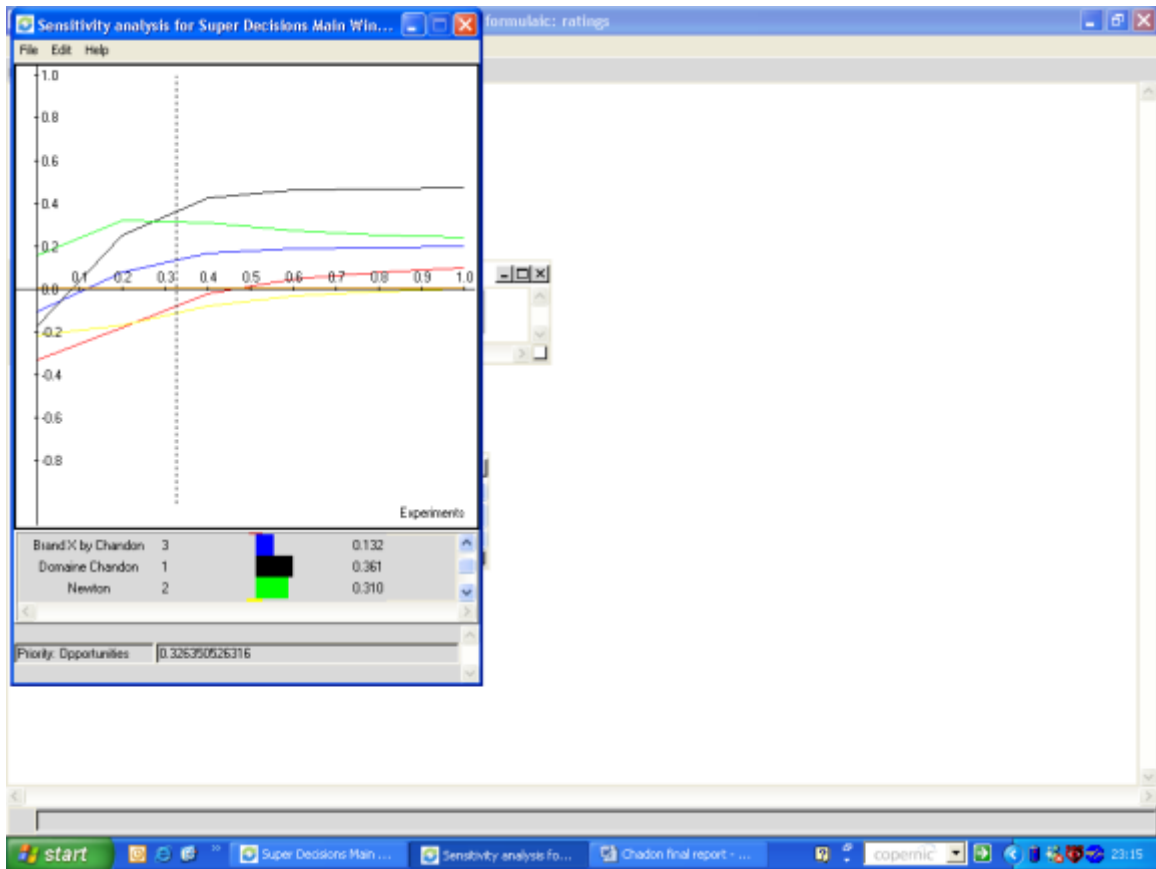 Sensitivity analysis for Super Decisions Main Win...
formulaic: ratings
File Edit Help
1.0
0.8
0.6
0.4
0.2
0.1 0.2 0.3 0.4 0.5 0.6 0.7 0.8 0.9 1.0
0.0
-0.2
-0.4
-0.6
-0.8
Experiments
Brand X by Chandon 3 0.132
Domaine Chandon 1 0.361
Newton 2 0.310
Priority: Opportunities 0.326350526316
start Super Decisions Main ... Sensitivity analysis fo... Chadon final report - ... copernic 23:15